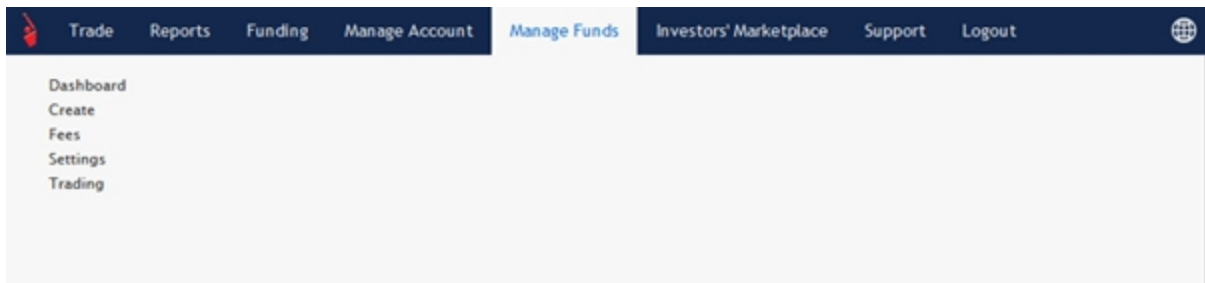 Trade Reports Funding Manage Account Manage Funds Investors' Marketplace Support Logout
Dashboard
Create
Fees
Settings
Trading